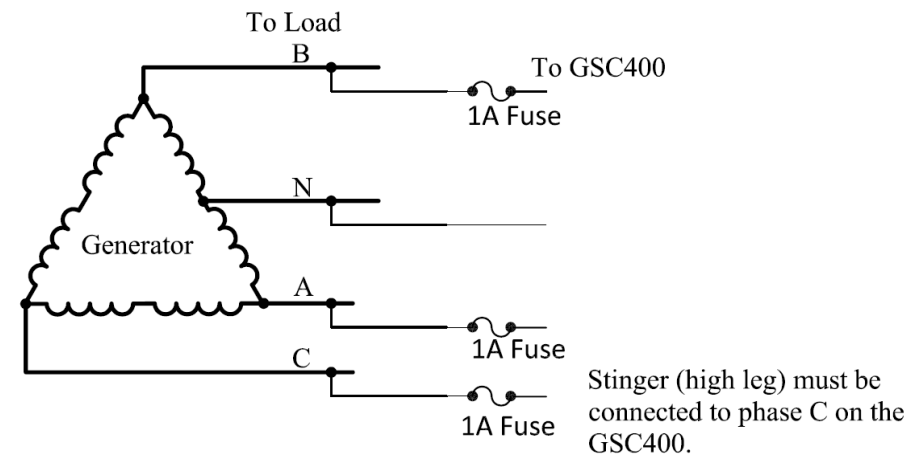 To Load
B
To GSC400
1A Fuse
N
Generator
A
1A Fuse
C
1A Fuse
Stinger (high leg) must be
connected to phase C on the
GSC400.